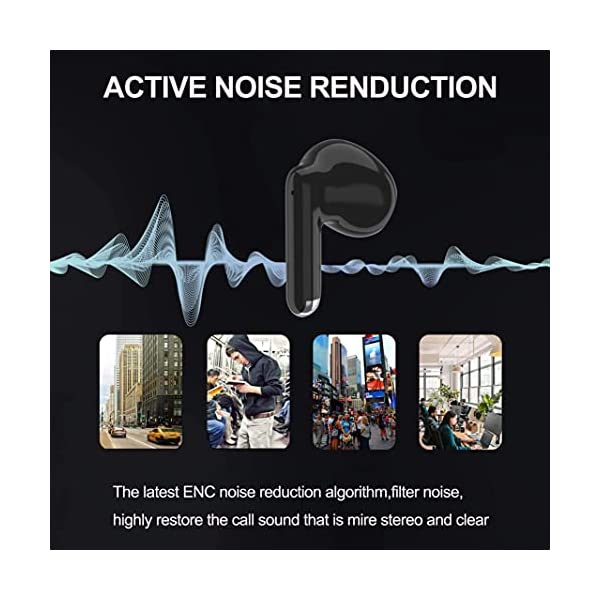 ACTIVE NOISE RENDUCTION
The latest ENC noise reduction algorithm,filter noise,
highly restore the call sound that is mire stereo and clear